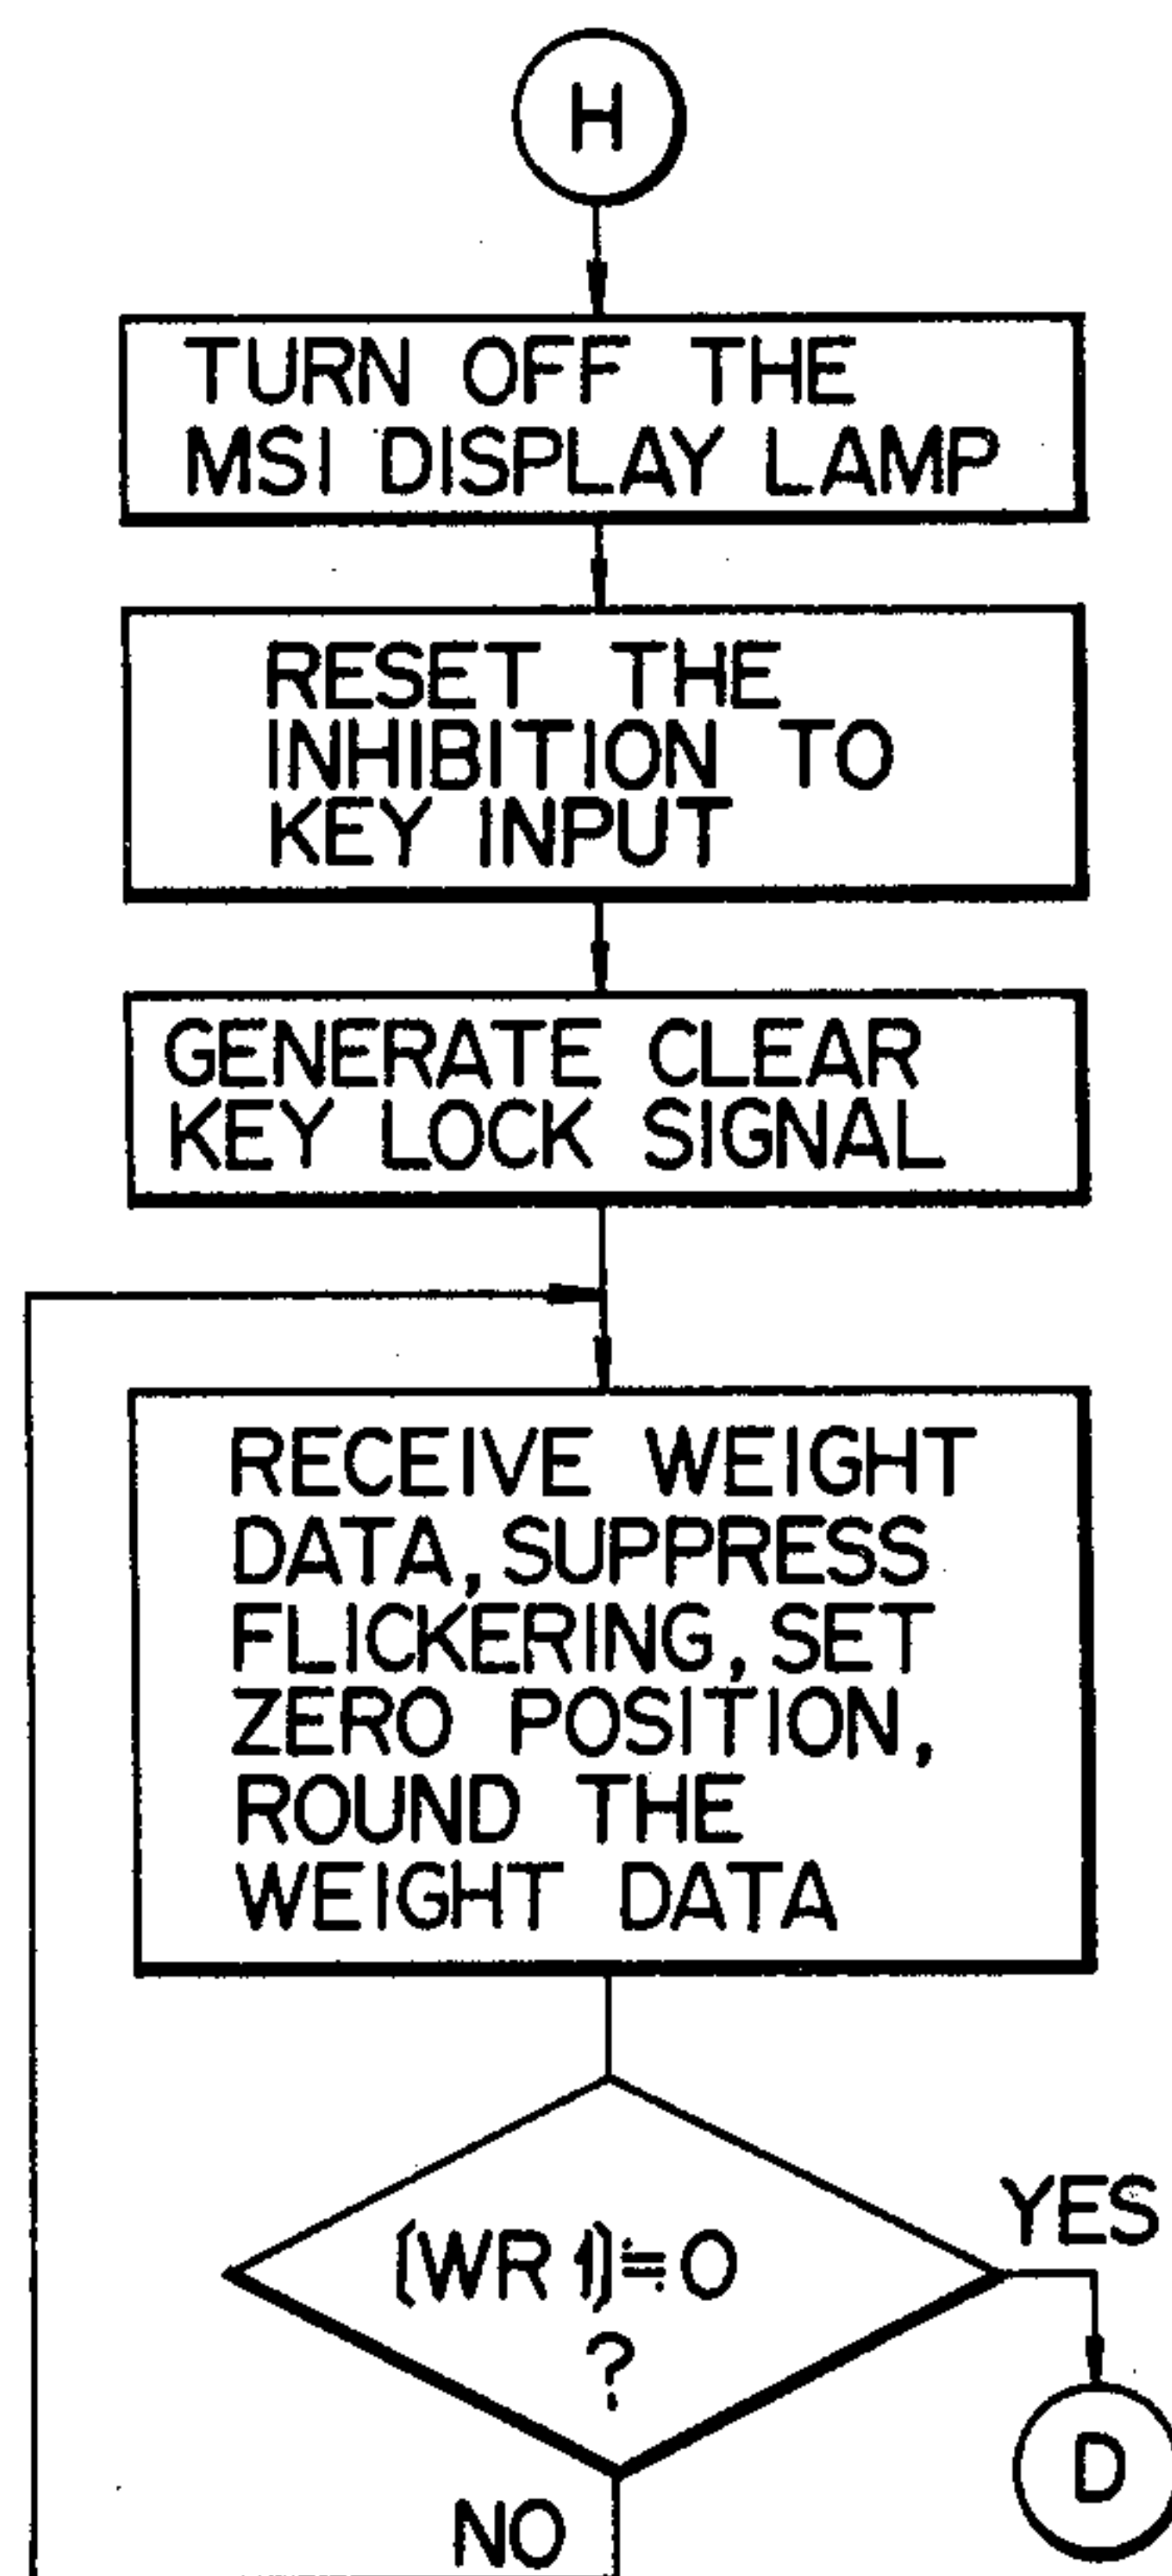 H
TURN OFF THE
MSI DISPLAY LAMP
RESET THE
INHIBITION TO
KEY INPUT
GENERATE CLEAR
KEY LOCK SIGNAL
RECEIVE WEIGHT
DATA, SUPPRESS
FLICKERING, SET
ZERO POSITION,
ROUND THE
WEIGHT DATA
YES
(WR 1)≒0
?
D
NO